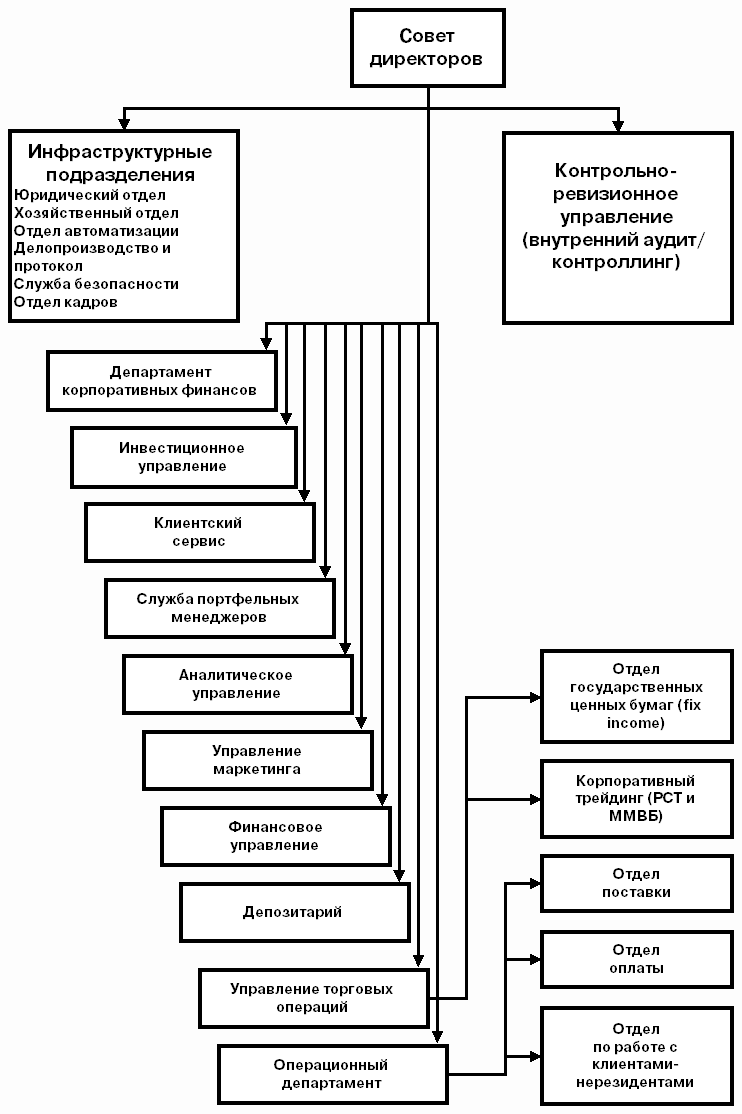 Совет
директоров
Инфраструктурные
подразделения
Юридический отдел
Хозяйственный отдел
Отдел автоматизации
Делопроизводство и
протокол
Служба безопасности
Отдел кадров
Контрольно-
ревизионное
управление
(внутренний аудит/
контроллинг)
Департамент
корпоративных финансов
Инвестиционное
управление
Клиентский
сервис
Служба портфельных
менеджеров
Аналитическое
управление
Управление
маркетинга
Финансовое
управление
Депозитарий
Управление торговых
операций
Операционный
департамент
Отдел
государственных
ценных бумаг (fix
income)
Корпоративный
трейдинг (РСТ и
ММВБ)
Отдел
поставки
Отдел
оплаты
Отдел
по работе с
клиентами-
нерезидентами